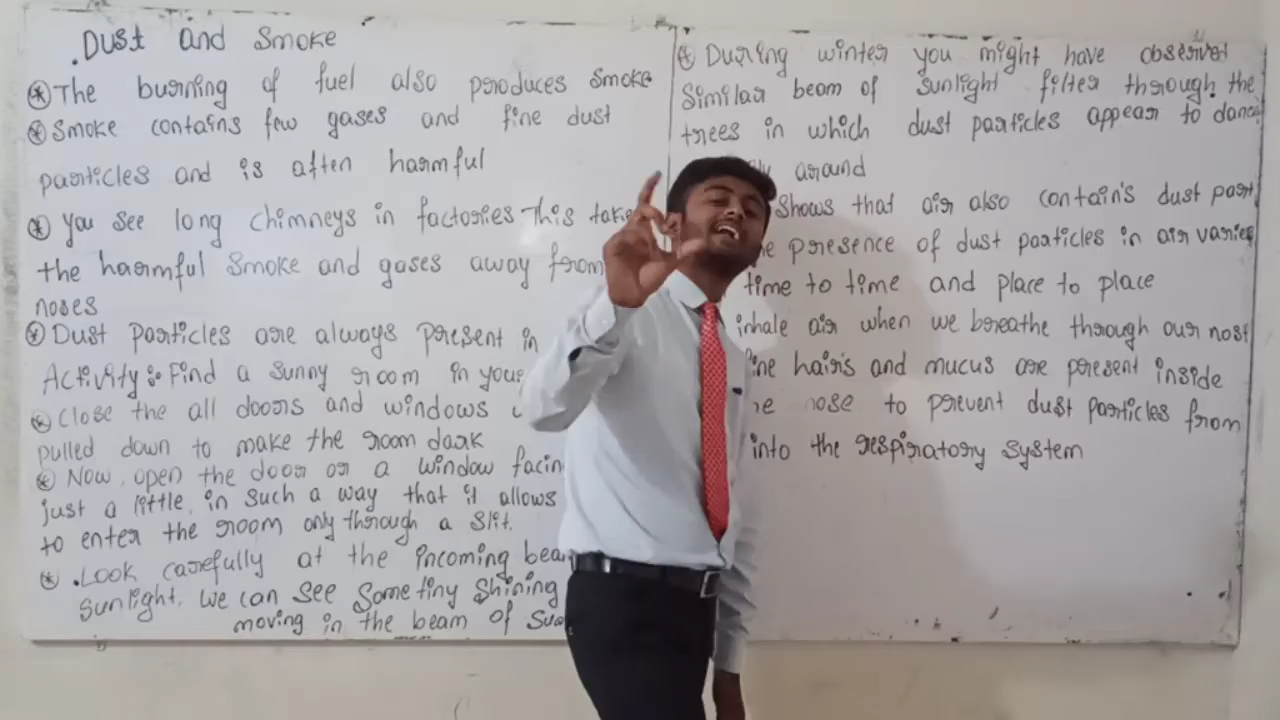 .Dust and Smoke
* The burning of fuel also produces Smoke
* Smoke contains few gases and fine dust
particles and is often harmful
* You see long chimneys in factories This take
the harmful Smoke and gases away from
noses
* Dust Particles are always present in
Activity: Find a sunny room in your
* Close the all doors and windows
pulled down to make the room dark
* Now, open the door or a window facin
just a little, in such a way that it allows
to enter the room only through a slit.
* .Look carefully at the incoming bea
sunlight. We can see some tiny shining
moving in the beam of su
* During winter you might have observed
Similar beam of sunlight filter through the
trees in which dust particles appear to dance
around
Shows that air also contain's dust part
presence of dust particles in air varies
time to time and place to place
inhale air when we breathe through our nost
hairs and mucus are present inside
nose to prevent dust particles from
into the respiratory system